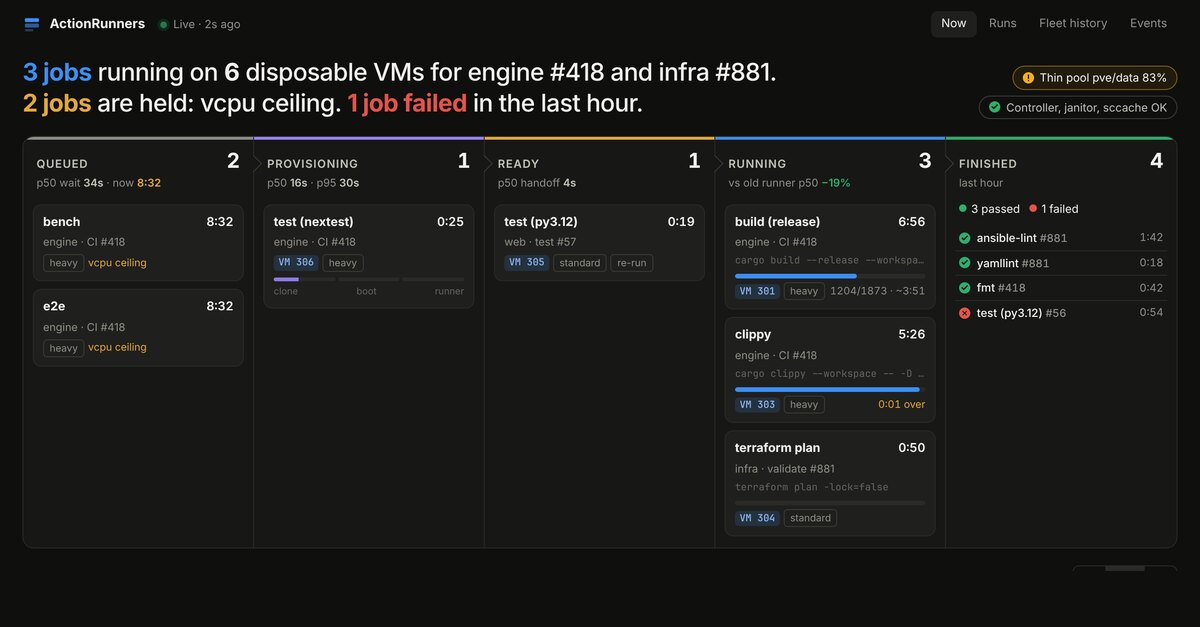 ActionRunners Live · 2s ago Now Runs Fleet history Events
3 jobs running on 6 disposable VMs for engine #418 and infra #881.
2 jobs are held: vcpu ceiling. 1 job failed in the last hour.
Thin pool pve/data 83%
Controller, janitor, sccache OK
QUEUED 2
p50 wait 34s · now 8:32
bench 8:32
engine · CI #418
heavy vcpu ceiling
e2e 8:32
engine · CI #418
heavy vcpu ceiling
PROVISIONING 1
p50 16s · p95 30s
test (nextest) 0:25
engine · CI #418
VM 306 heavy
clone boot runner
READY 1
p50 handoff 4s
test (py3.12) 0:19
web · test #57
VM 305 standard re-run
RUNNING 3
vs old runner p50 −19%
build (release) 6:56
engine · CI #418
cargo build --release --workspa…
VM 301 heavy 1204/1873 · ~3:51
clippy 5:26
engine · CI #418
cargo clippy --workspace -- -D …
VM 303 heavy 0:01 over
terraform plan 0:50
infra · validate #881
terraform plan -lock=false
VM 304 standard
FINISHED 4
last hour
3 passed 1 failed
ansible-lint #881 1:42
yamllint #881 0:18
fmt #418 0:42
test (py3.12) #56 0:54